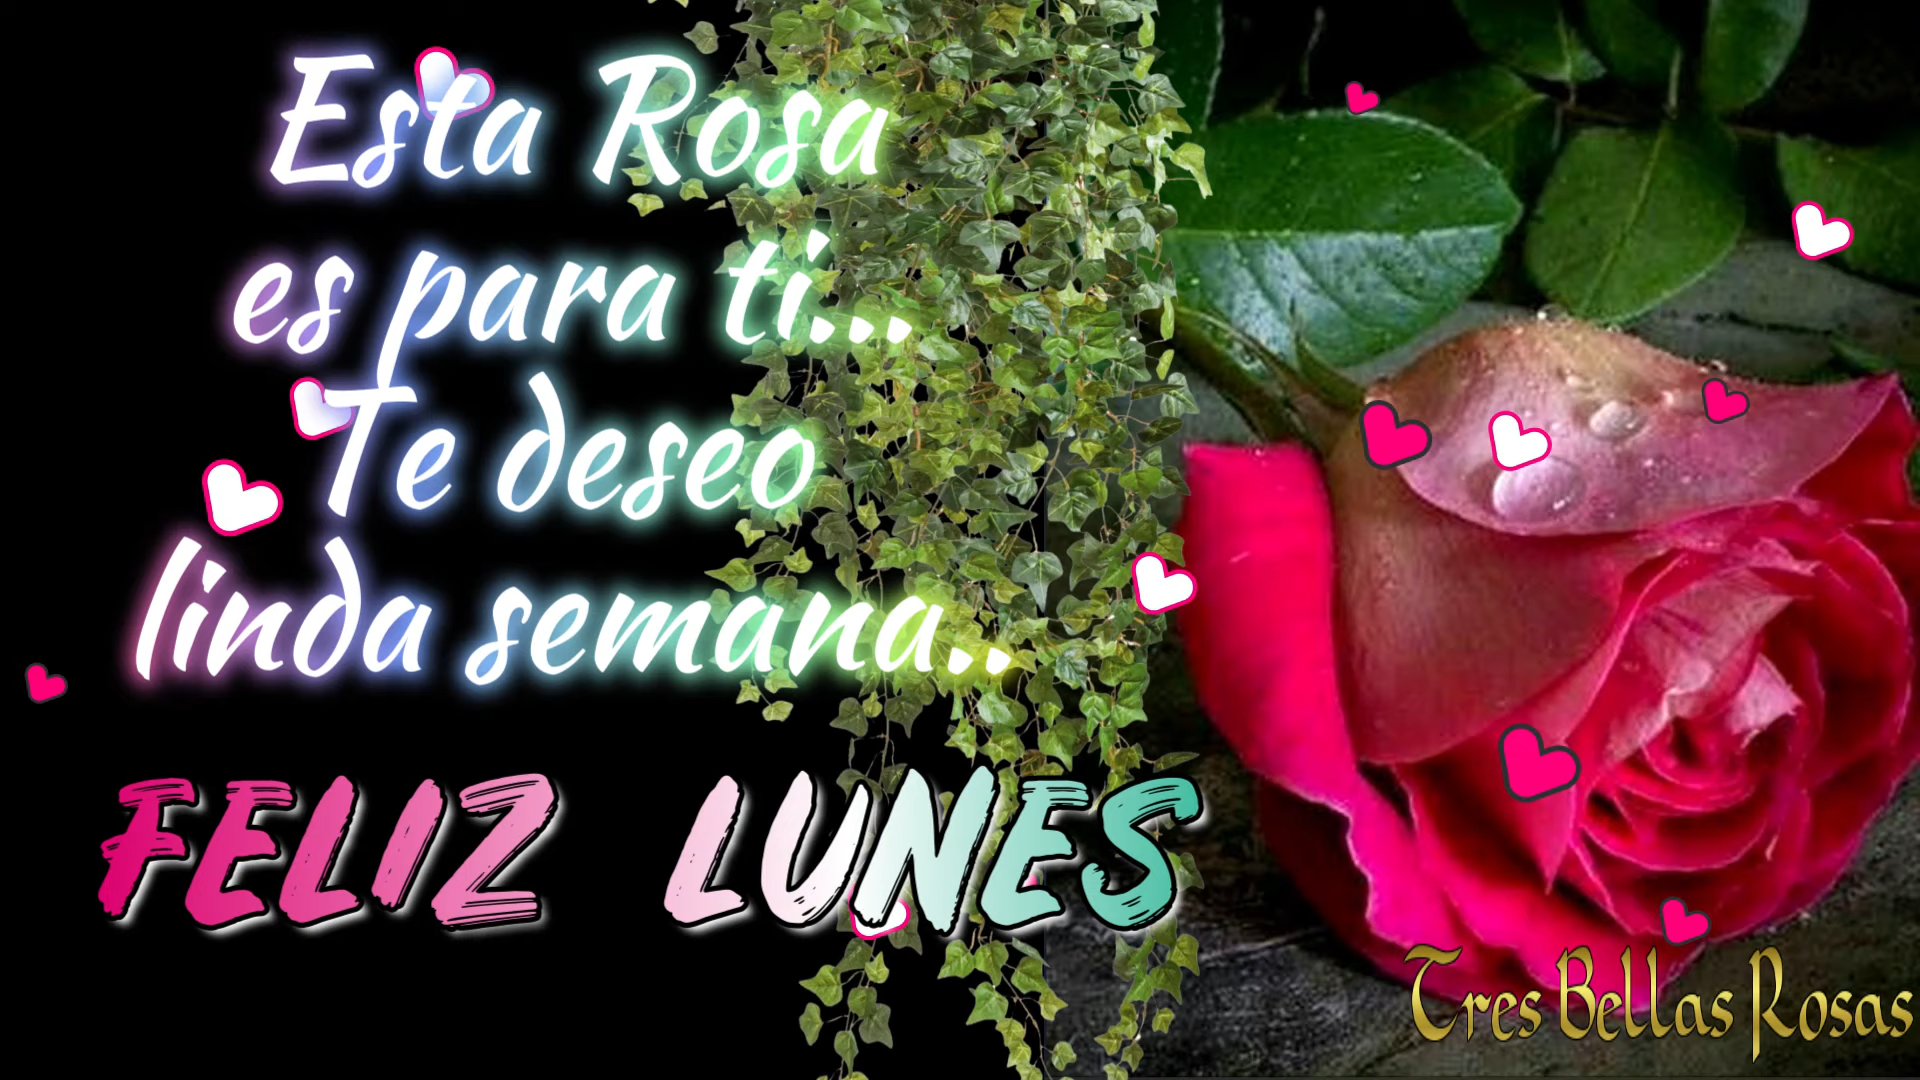 Esta Rosa
es para ti...
Te deseo
linda semana..
FELIZ LUNES
Tres Bellas Rosas